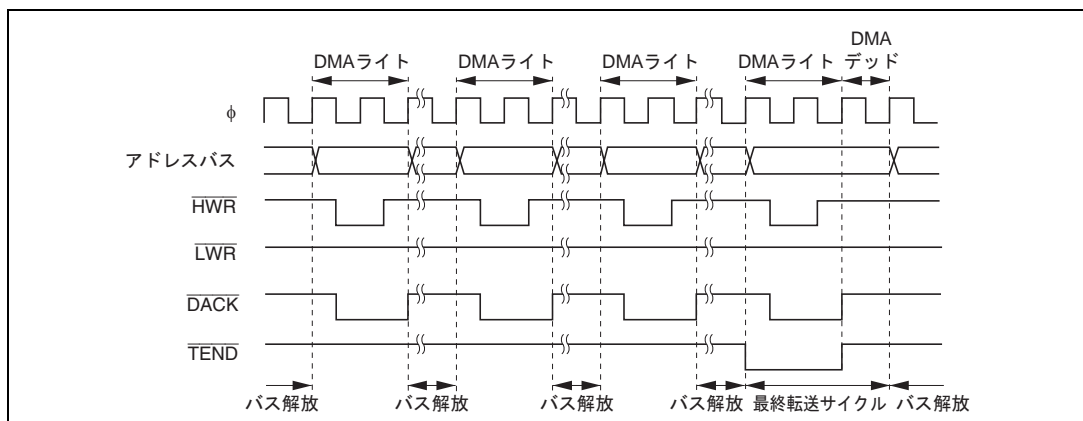 DMA
DMAライト DMAライト DMAライト DMAライト デッド
φ
アドレスバス
HWR
LWR
DACK
TEND
バス解放 バス解放 バス解放 バス解放 最終転送サイクル バス解放